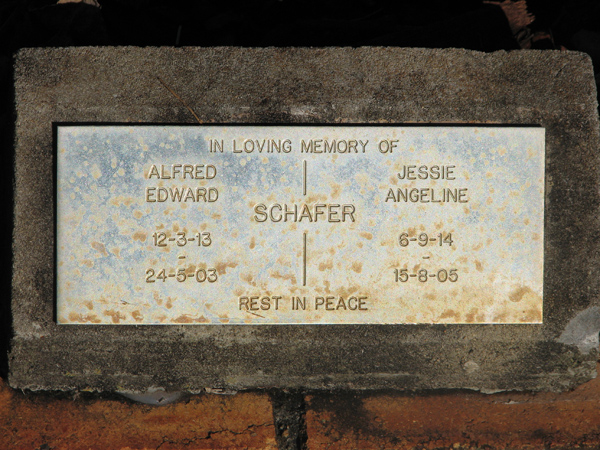 IN LOVING MEMORY OF
ALFRED
EDWARD
JESSIE
ANGELINE
SCHAFER
12-3-13
-
24-5-03
6-9-14
-
15-8-05
REST IN PEACE